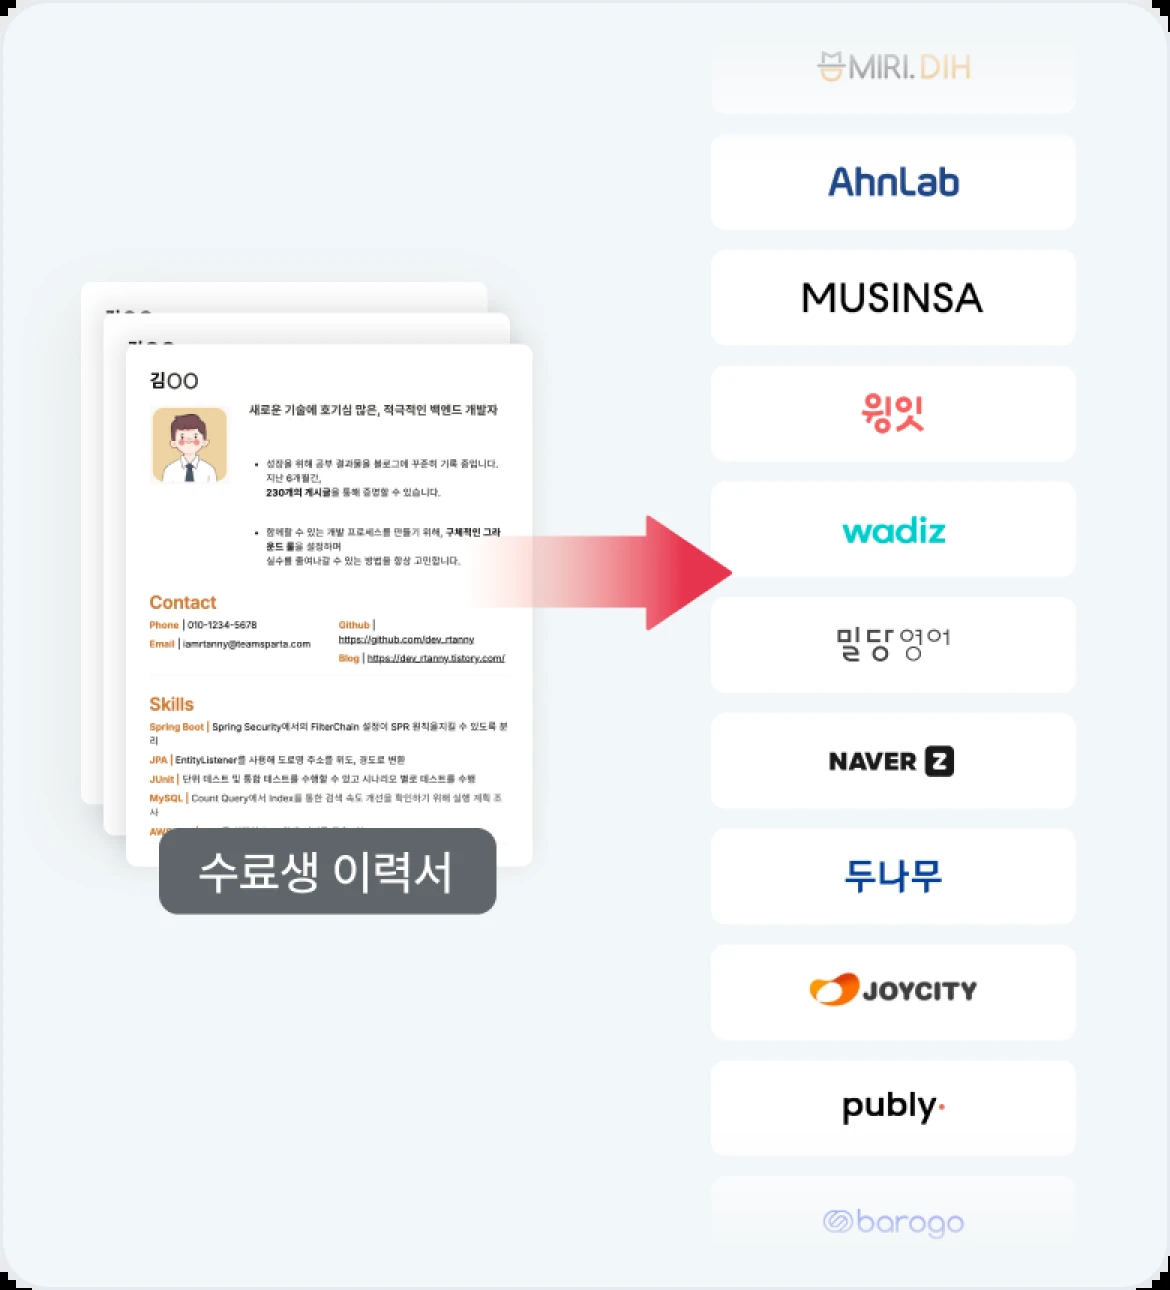 김OO
새로운 기술에 호기심 많은, 적극적인 백엔드 개발자
성장을 위해 공부 결과물을 블로그에 꾸준히 기록 중입니다.
지난 6개월간,
230개의 게시글을 통해 증명할 수 있습니다.
함께할 수 있는 개발 프로세스를 만들기 위해, 구체적인 그라
운드 룰을 설정하며
실수를 줄여나갈 수 있는 방법을 항상 고민합니다.
Contact
Phone | 010-1234-5678
Email | iamrtanny@teamsparta.com
Github |
https://github.com/dev_rtanny
Blog | https://dev_rtanny.tistory.com/
Skills
Spring Boot | Spring Security에서의 FilterChain 설정이 SPR 원칙을지킬 수 있도록 분
리
JPA | EntityListener를 사용해 도로명 주소를 위도, 경도로 변환
JUnit | 단위 테스트 및 통합 테스트를 수행할 수 있고 시나리오 별로 테스트를 수행
MySQL | Count Query에서 Index를 통한 검색 속도 개선을 확인하기 위해 실행 계획 조
사
수료생 이력서
MIRI.DIH
AhnLab
MUSINSA
윙잇
wadiz
밀당영어
NAVER Z
두나무
JOYCITY
publy
barogo